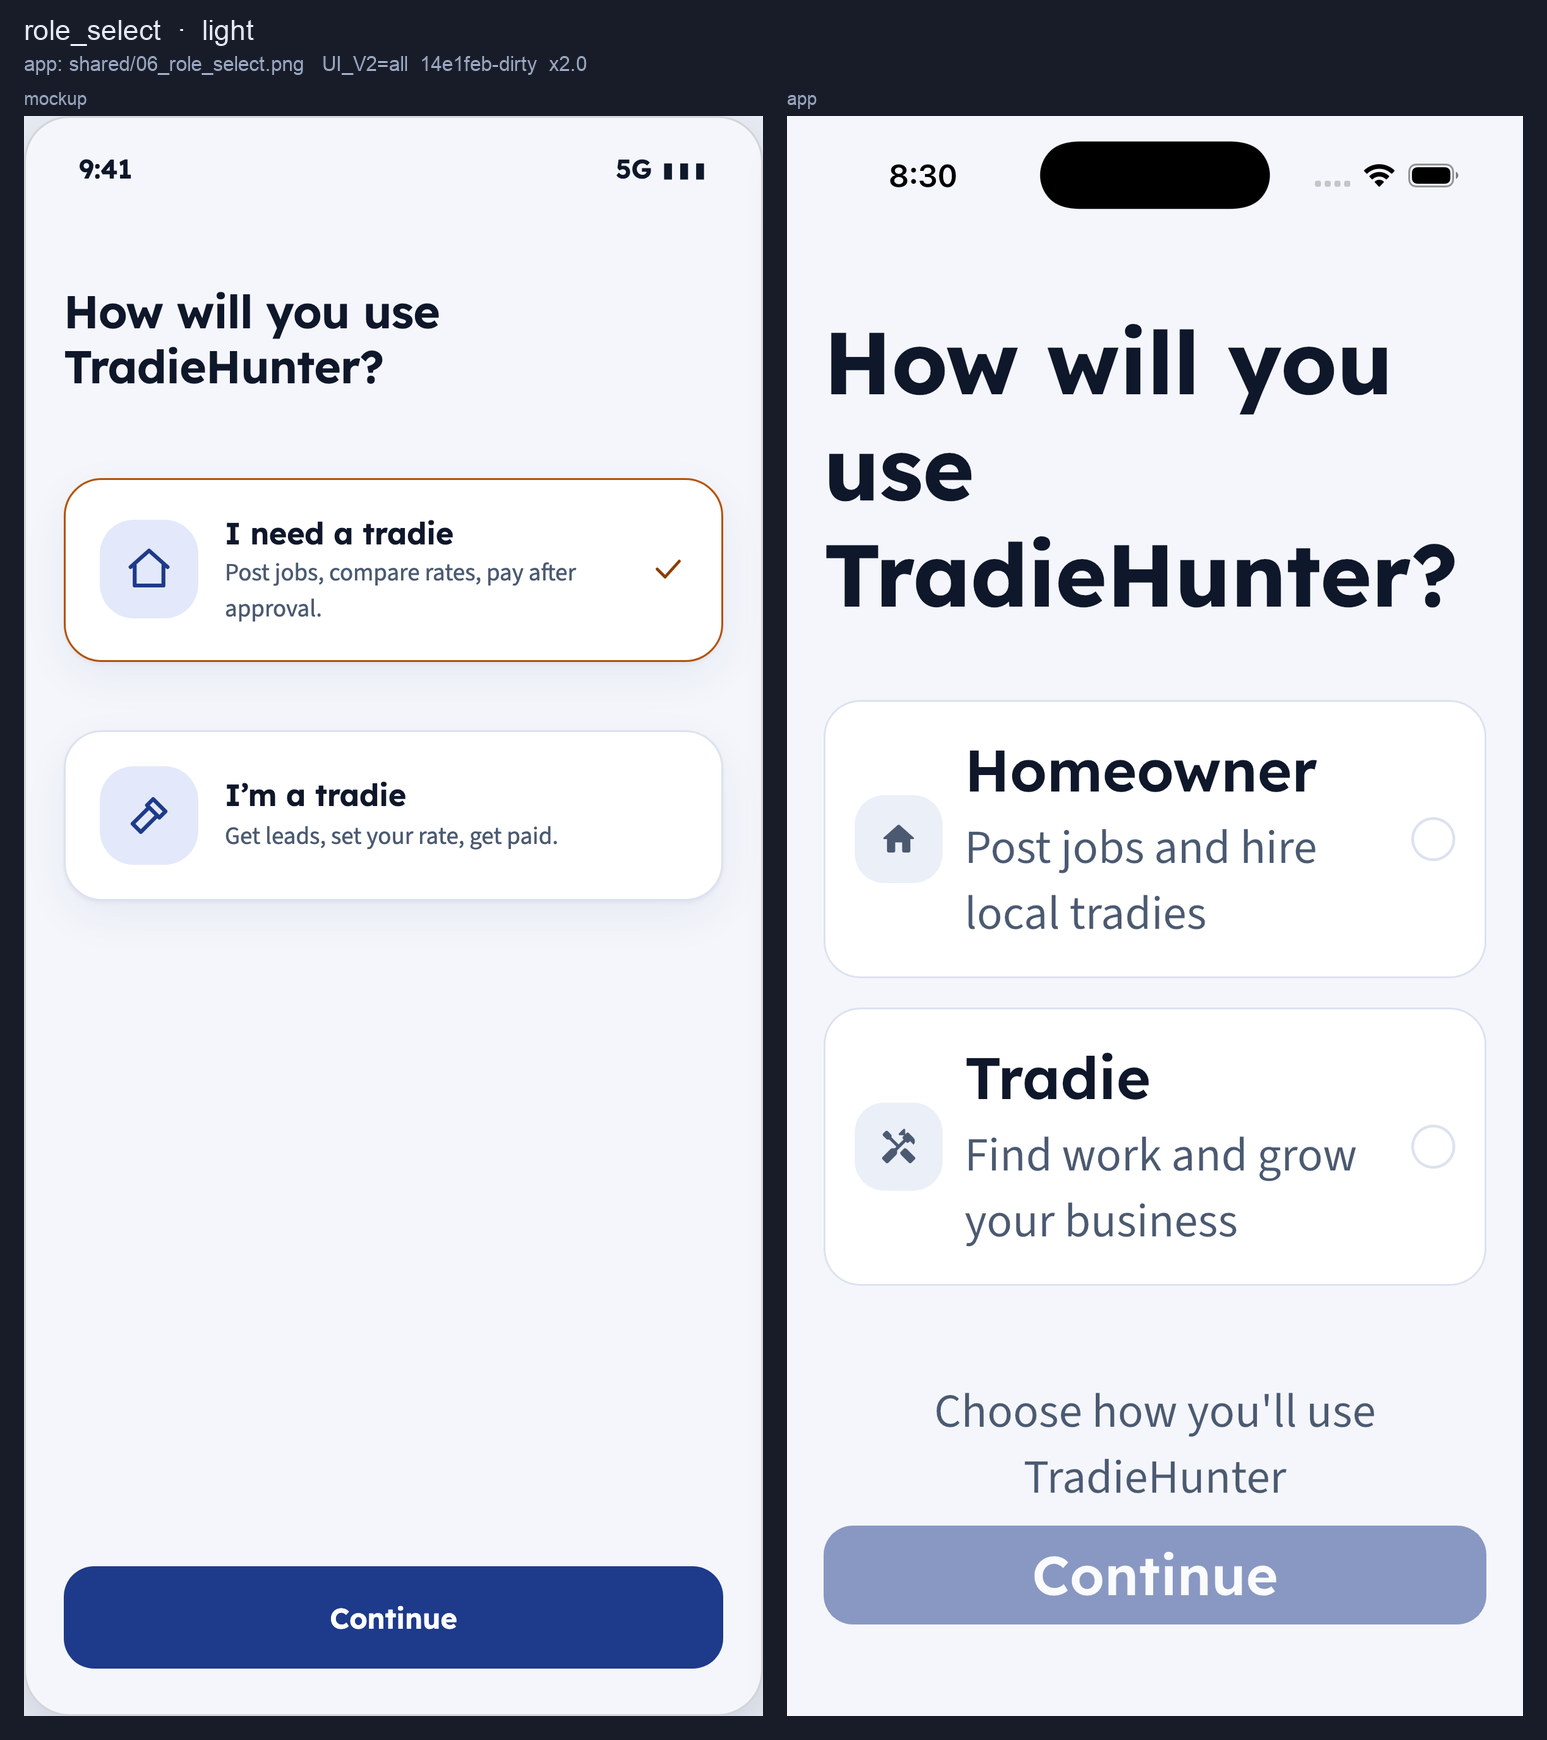 role_select · light
app: shared/06_role_select.png UI_V2=all 14e1feb-dirty x2.0
mockup
9:41
5G
How will you use
TradieHunter?
I need a tradie
Post jobs, compare rates, pay after
approval.
I’m a tradie
Get leads, set your rate, get paid.
Continue
app
8:30
How will you
use
TradieHunter?
Homeowner
Post jobs and hire
local tradies
Tradie
Find work and grow
your business
Choose how you'll use
TradieHunter
Continue